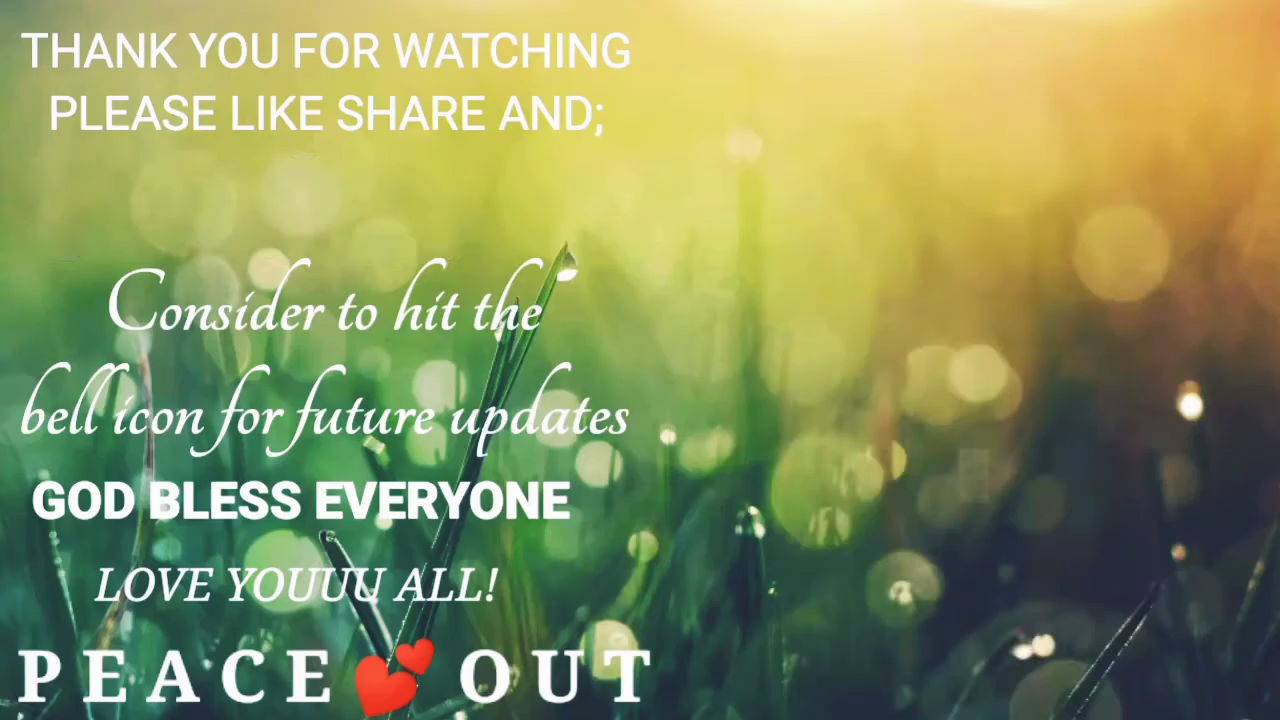 THANK YOU FOR WATCHING
PLEASE LIKE SHARE AND;
Consider to hit the
bell icon for future updates
GOD BLESS EVERYONE
LOVE YOUUU ALL!
PEACE💕OUT